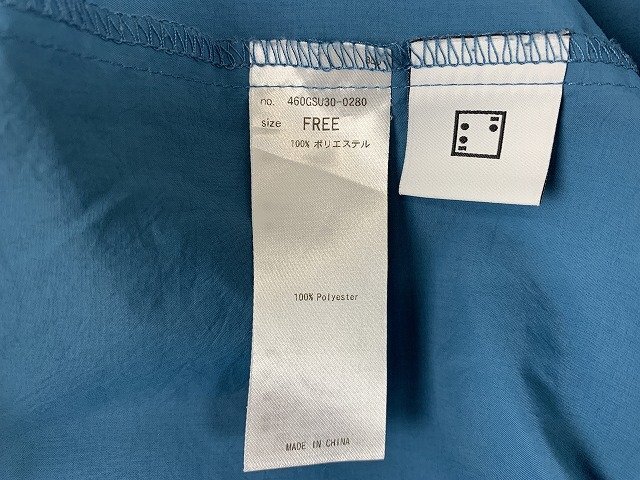 no. 460GSU30-0280
size FREE
100% ポリエステル
100% Polyester
MADE IN CHINA